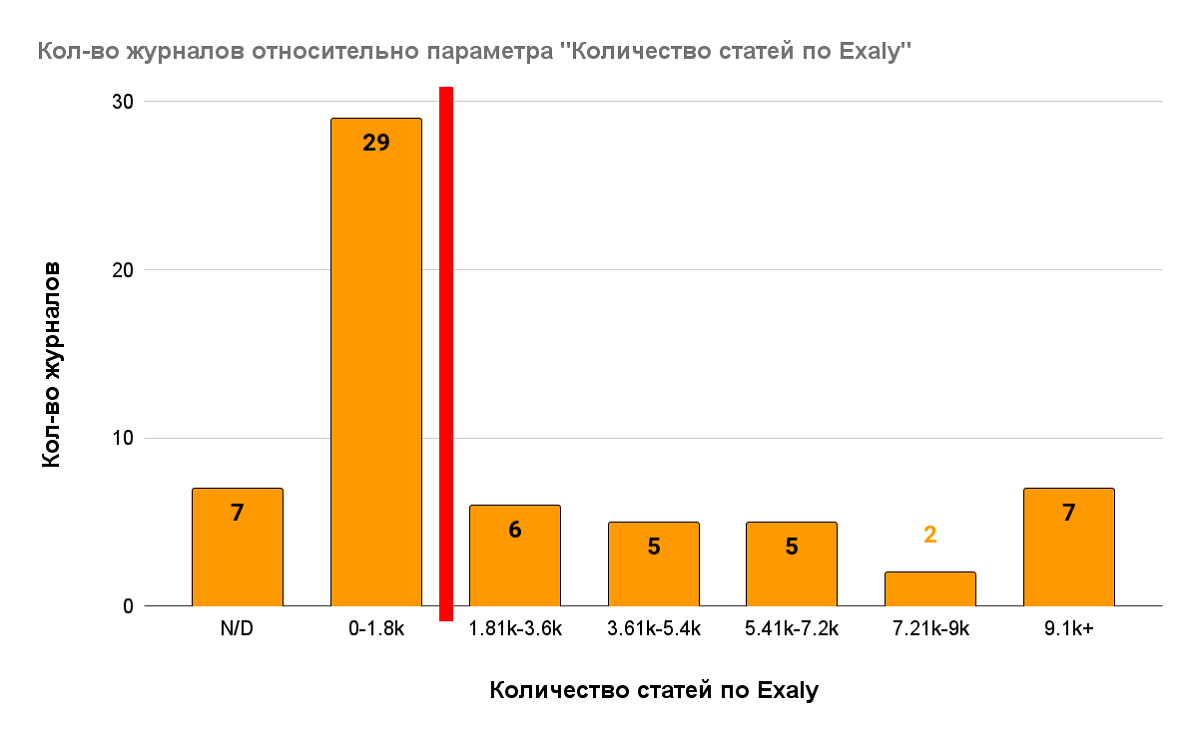 Кол-во журналов относительно параметра "Количество статей по Exaly"
30
20
10
0
Кол-во журналов
7
29
6
5
5
2
7
N/D
0-1.8k
1.81k-3.6k
3.61k-5.4k
5.41k-7.2k
7.21k-9k
9.1k+
Количество статей по Exaly